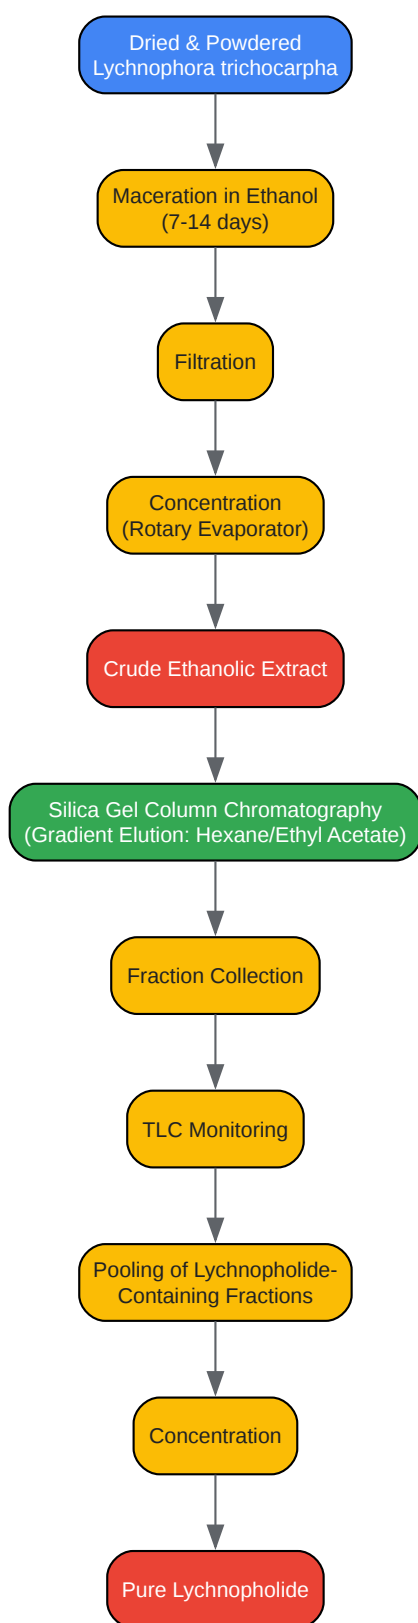 Dried & Powdered
Lychnophora trichocarpha
Maceration in Ethanol
(7-14 days)
Filtration
Concentration
(Rotary Evaporator)
Crude Ethanolic Extract
Silica Gel Column Chromatography
(Gradient Elution: Hexane/Ethyl Acetate)
Fraction Collection
TLC Monitoring
Pooling of Lychnopholide-
Containing Fractions
Concentration
Pure Lychnopholide